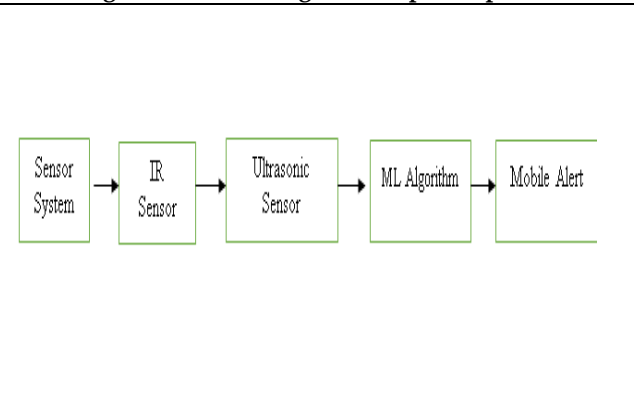 Sensor
System
IR
Sensor
Ultrasonic
Sensor
ML Algorithm
Mobile Alert